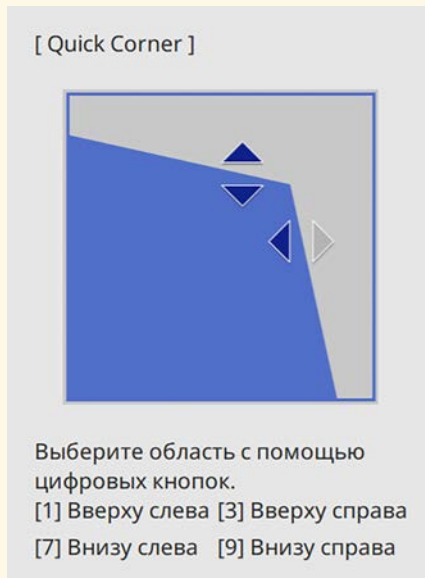 [ Quick Corner ]
Выберите область с помощью
цифровых кнопок.
[1] Вверху слева [3] Вверху справа
[7] Внизу слева [9] Внизу справа